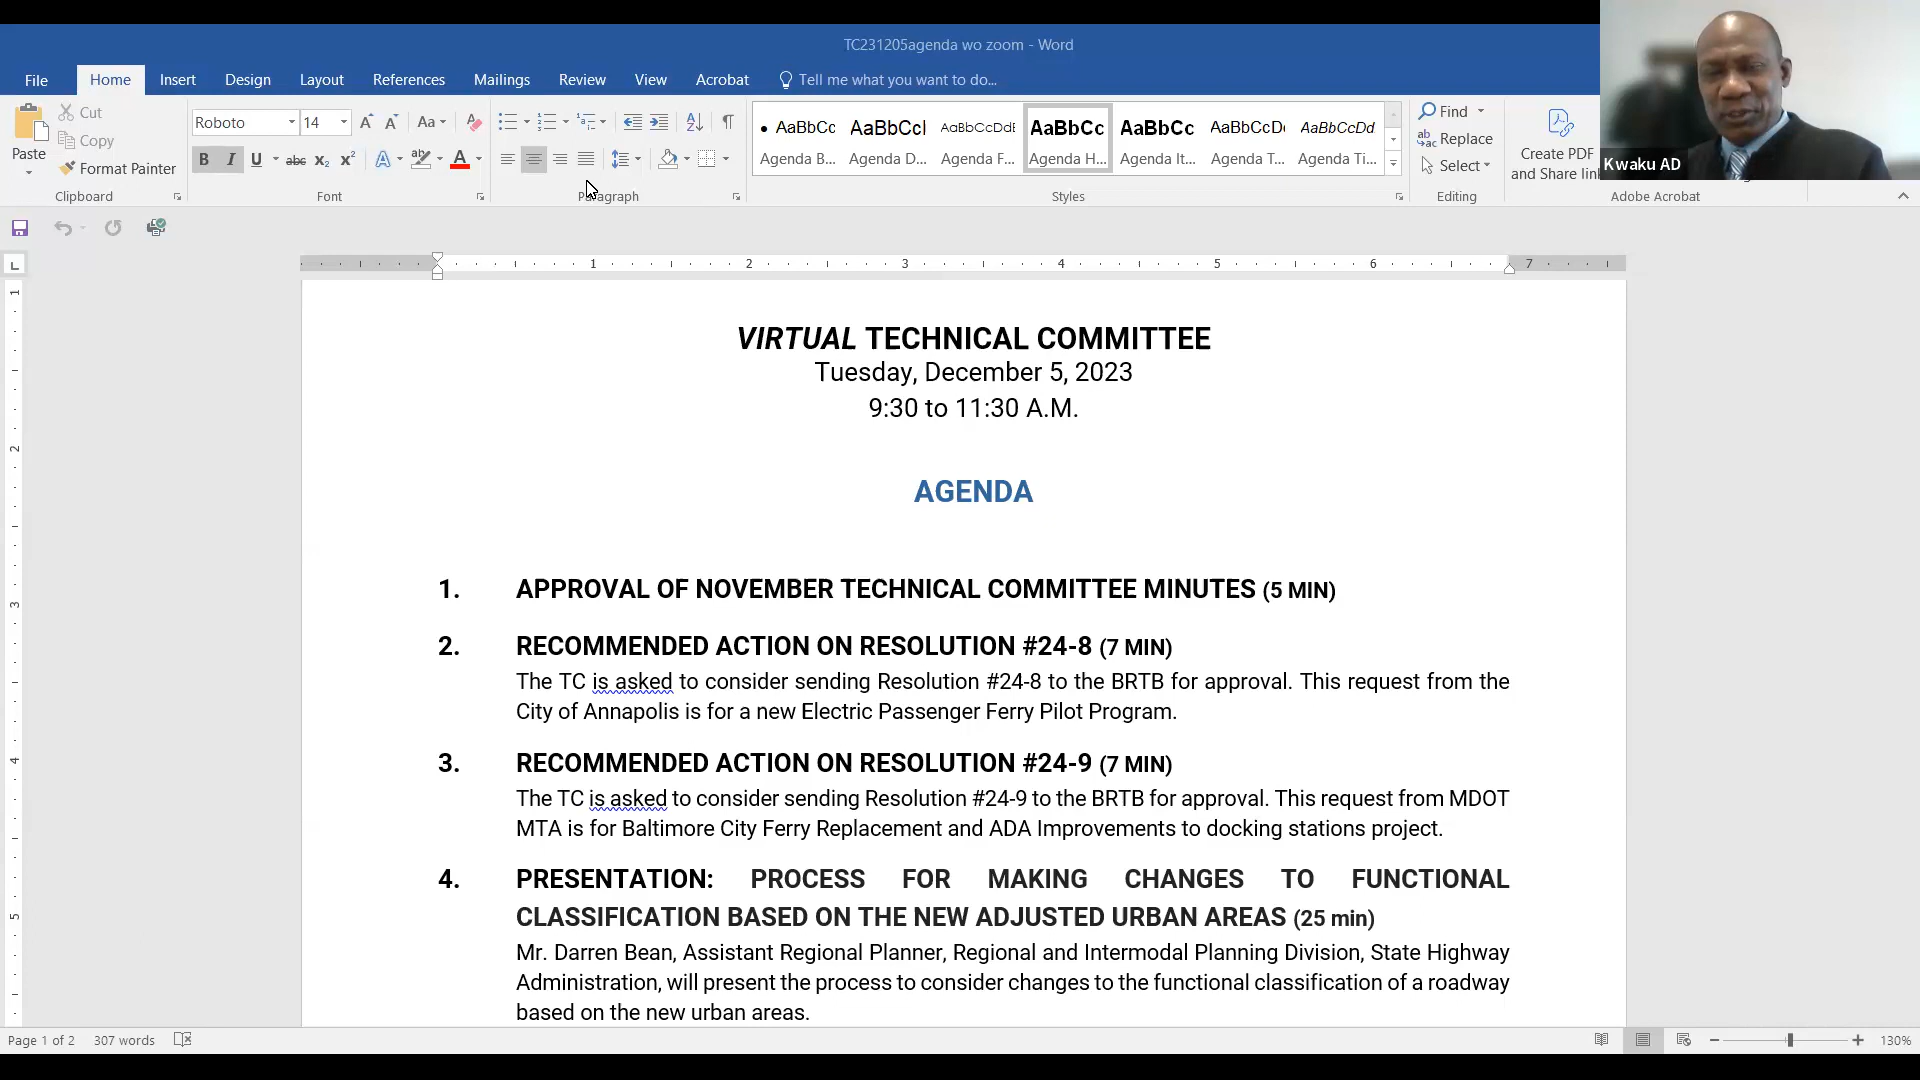 TC231205agenda wo zoom - Word
File Home Insert Design Layout References Mailings Review View Acrobat Tell me what you want to do...
Paste Cut Copy Format Painter
Clipboard
Roboto 14
Font
Paragraph
AaBbCc AaBbCcI AaBbCcDdE AaBbCc AaBbCc AaBbCcDc AaBbCcDd
Agenda B... Agenda D... Agenda F... Agenda H... Agenda It... Agenda T... Agenda Ti...
Styles
Find
Replace
Select
Editing
Create PDF
and Share link
Adobe Acrobat
Kwaku AD
1 2 3 4 5 6 7
VIRTUAL TECHNICAL COMMITTEE
Tuesday, December 5, 2023
9:30 to 11:30 A.M.
AGENDA
1. APPROVAL OF NOVEMBER TECHNICAL COMMITTEE MINUTES (5 MIN)
2. RECOMMENDED ACTION ON RESOLUTION #24-8 (7 MIN)
The TC is asked to consider sending Resolution #24-8 to the BRTB for approval. This request from the
City of Annapolis is for a new Electric Passenger Ferry Pilot Program.
3. RECOMMENDED ACTION ON RESOLUTION #24-9 (7 MIN)
The TC is asked to consider sending Resolution #24-9 to the BRTB for approval. This request from MDOT
MTA is for Baltimore City Ferry Replacement and ADA Improvements to docking stations project.
4. PRESENTATION: PROCESS FOR MAKING CHANGES TO FUNCTIONAL
CLASSIFICATION BASED ON THE NEW ADJUSTED URBAN AREAS (25 min)
Mr. Darren Bean, Assistant Regional Planner, Regional and Intermodal Planning Division, State Highway
Administration, will present the process to consider changes to the functional classification of a roadway
based on the new urban areas.
Page 1 of 2 307 words 130%